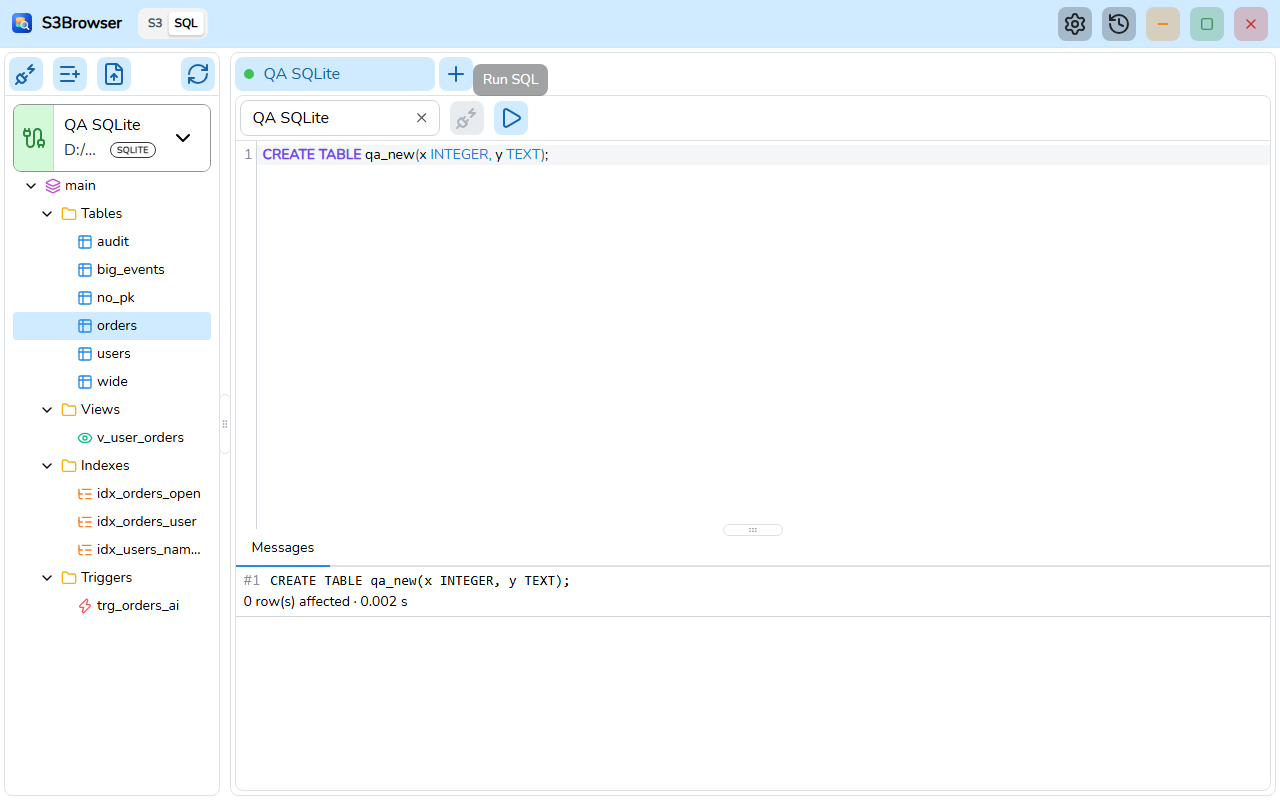 S3Browser S3 SQL
QA SQLite
Run SQL
QA SQLite
D:/... SQLITE
QA SQLite
main
Tables
audit
big_events
no_pk
orders
users
wide
Views
v_user_orders
Indexes
idx_orders_open
idx_orders_user
idx_users_nam...
Triggers
trg_orders_ai
1 CREATE TABLE qa_new(x INTEGER, y TEXT);
Messages
#1 CREATE TABLE qa_new(x INTEGER, y TEXT);
0 row(s) affected · 0.002 s